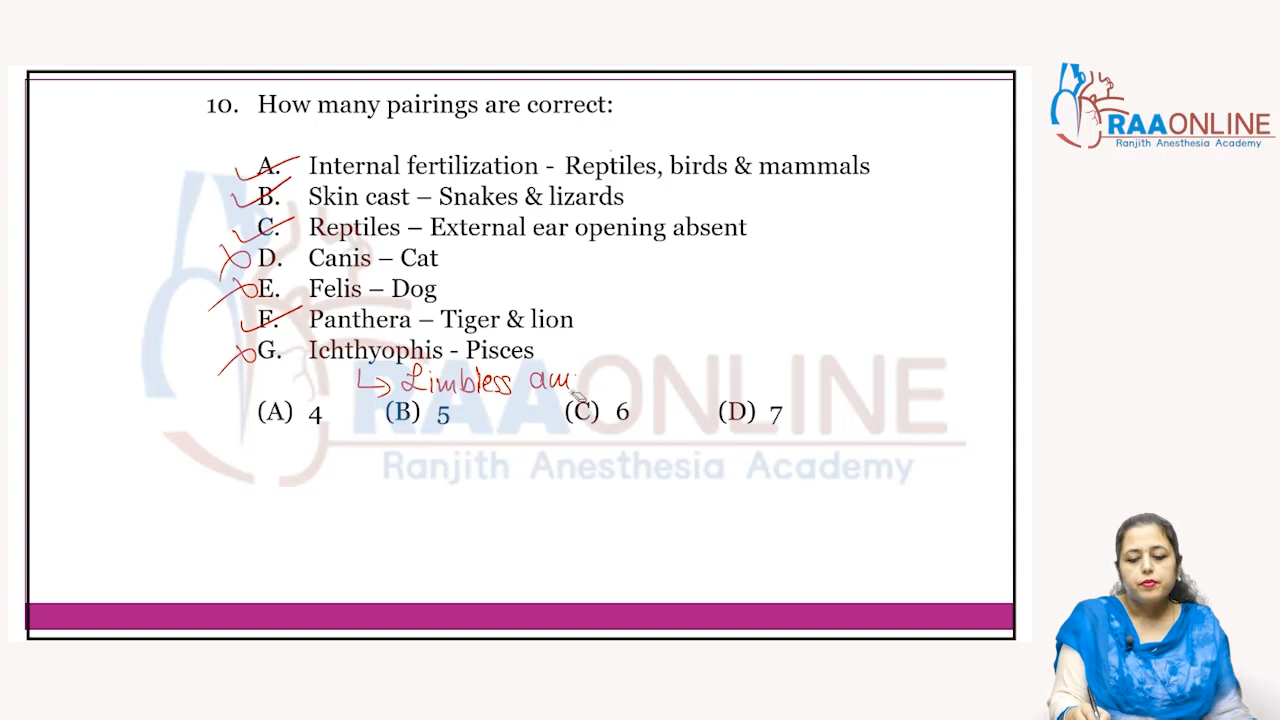 RAAONLINE
Ranjith Anesthesia Academy
10. How many pairings are correct:
A. Internal fertilization - Reptiles, birds & mammals
B. Skin cast – Snakes & lizards
C. Reptiles – External ear opening absent
D. Canis – Cat
E. Felis – Dog
F. Panthera – Tiger & lion
G. Ichthyophis - Pisces
Limbless am
(A) 4 (B) 5 (C) 6 (D) 7
RAAONLINE
Ranjith Anesthesia Academy